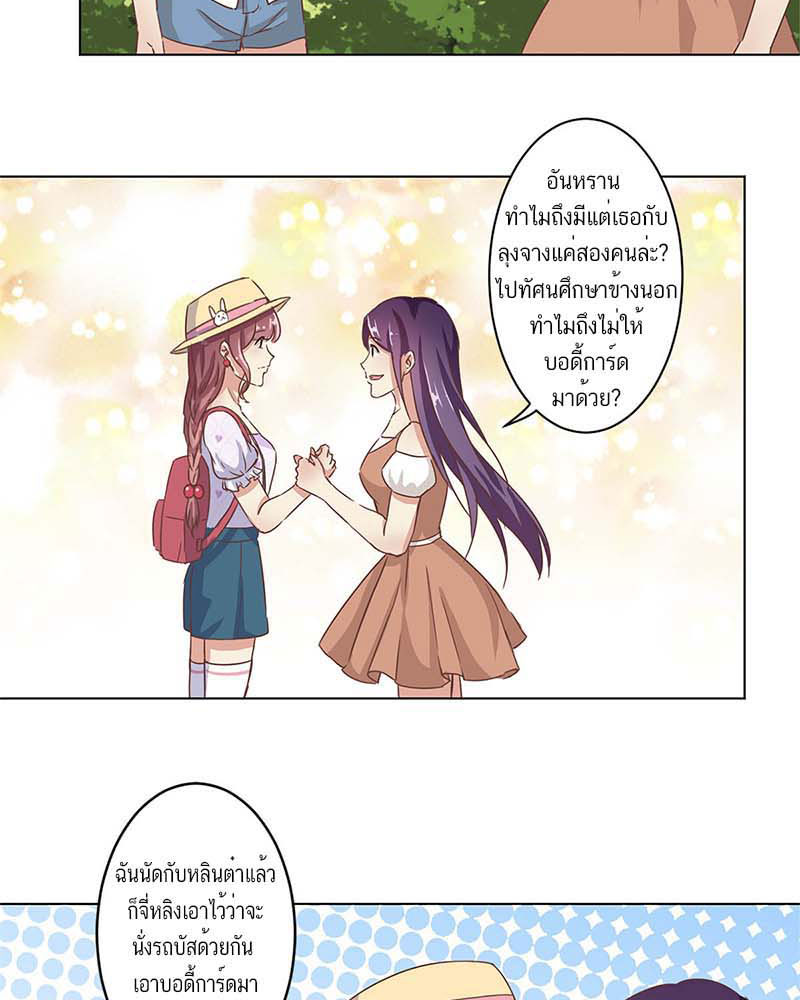 อันหราน
ทำไมถึงมีแต่เธอกับ
ลุงจางแค่สองคนล่ะ?
ไปทัศนศึกษาข้างนอก
ทำไมถึงไม่ให้
บอดี้การ์ด
มาด้วย?
ฉันนัดกับหลินต๋าแล้ว
ก็จี่หลิงเอาไว้ว่าจะ
นั่งรถบัสด้วยกัน
เอาบอดี้การ์ดมา